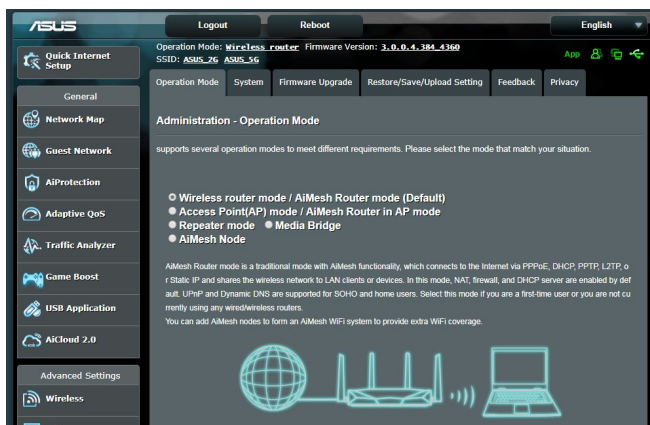 ASUS
Logout
Reboot
English
Quick Internet
Setup
Operation Mode: Wireless router Firmware Version: 3.0.0.4.384_4360
SSID: ASUS_2G ASUS_5G
App
Operation Mode
System
Firmware Upgrade
Restore/Save/Upload Setting
Feedback
Privacy
General
Network Map
Guest Network
AiProtection
Adaptive QoS
Traffic Analyzer
Game Boost
USB Application
AiCloud 2.0
Advanced Settings
Wireless
Administration - Operation Mode
supports several operation modes to meet different requirements. Please select the mode that match your situation.
Wireless router mode / AiMesh Router mode (Default)
Access Point(AP) mode / AiMesh Router in AP mode
Repeater mode Media Bridge
AiMesh Node
AiMesh Router mode is a traditional mode with AiMesh functionality, which connects to the Internet via PPPoE, DHCP, PPTP, L2TP, o
r Static IP and shares the wireless network to LAN clients or devices. In this mode, NAT, firewall, and DHCP server are enabled by def
ault. UPnP and Dynamic DNS are supported for SOHO and home users. Select this mode if you are a first-time user or you are not cu
rrently using any wired/wireless routers.
You can add AiMesh nodes to form an AiMesh WiFi system to provide extra WiFi coverage.